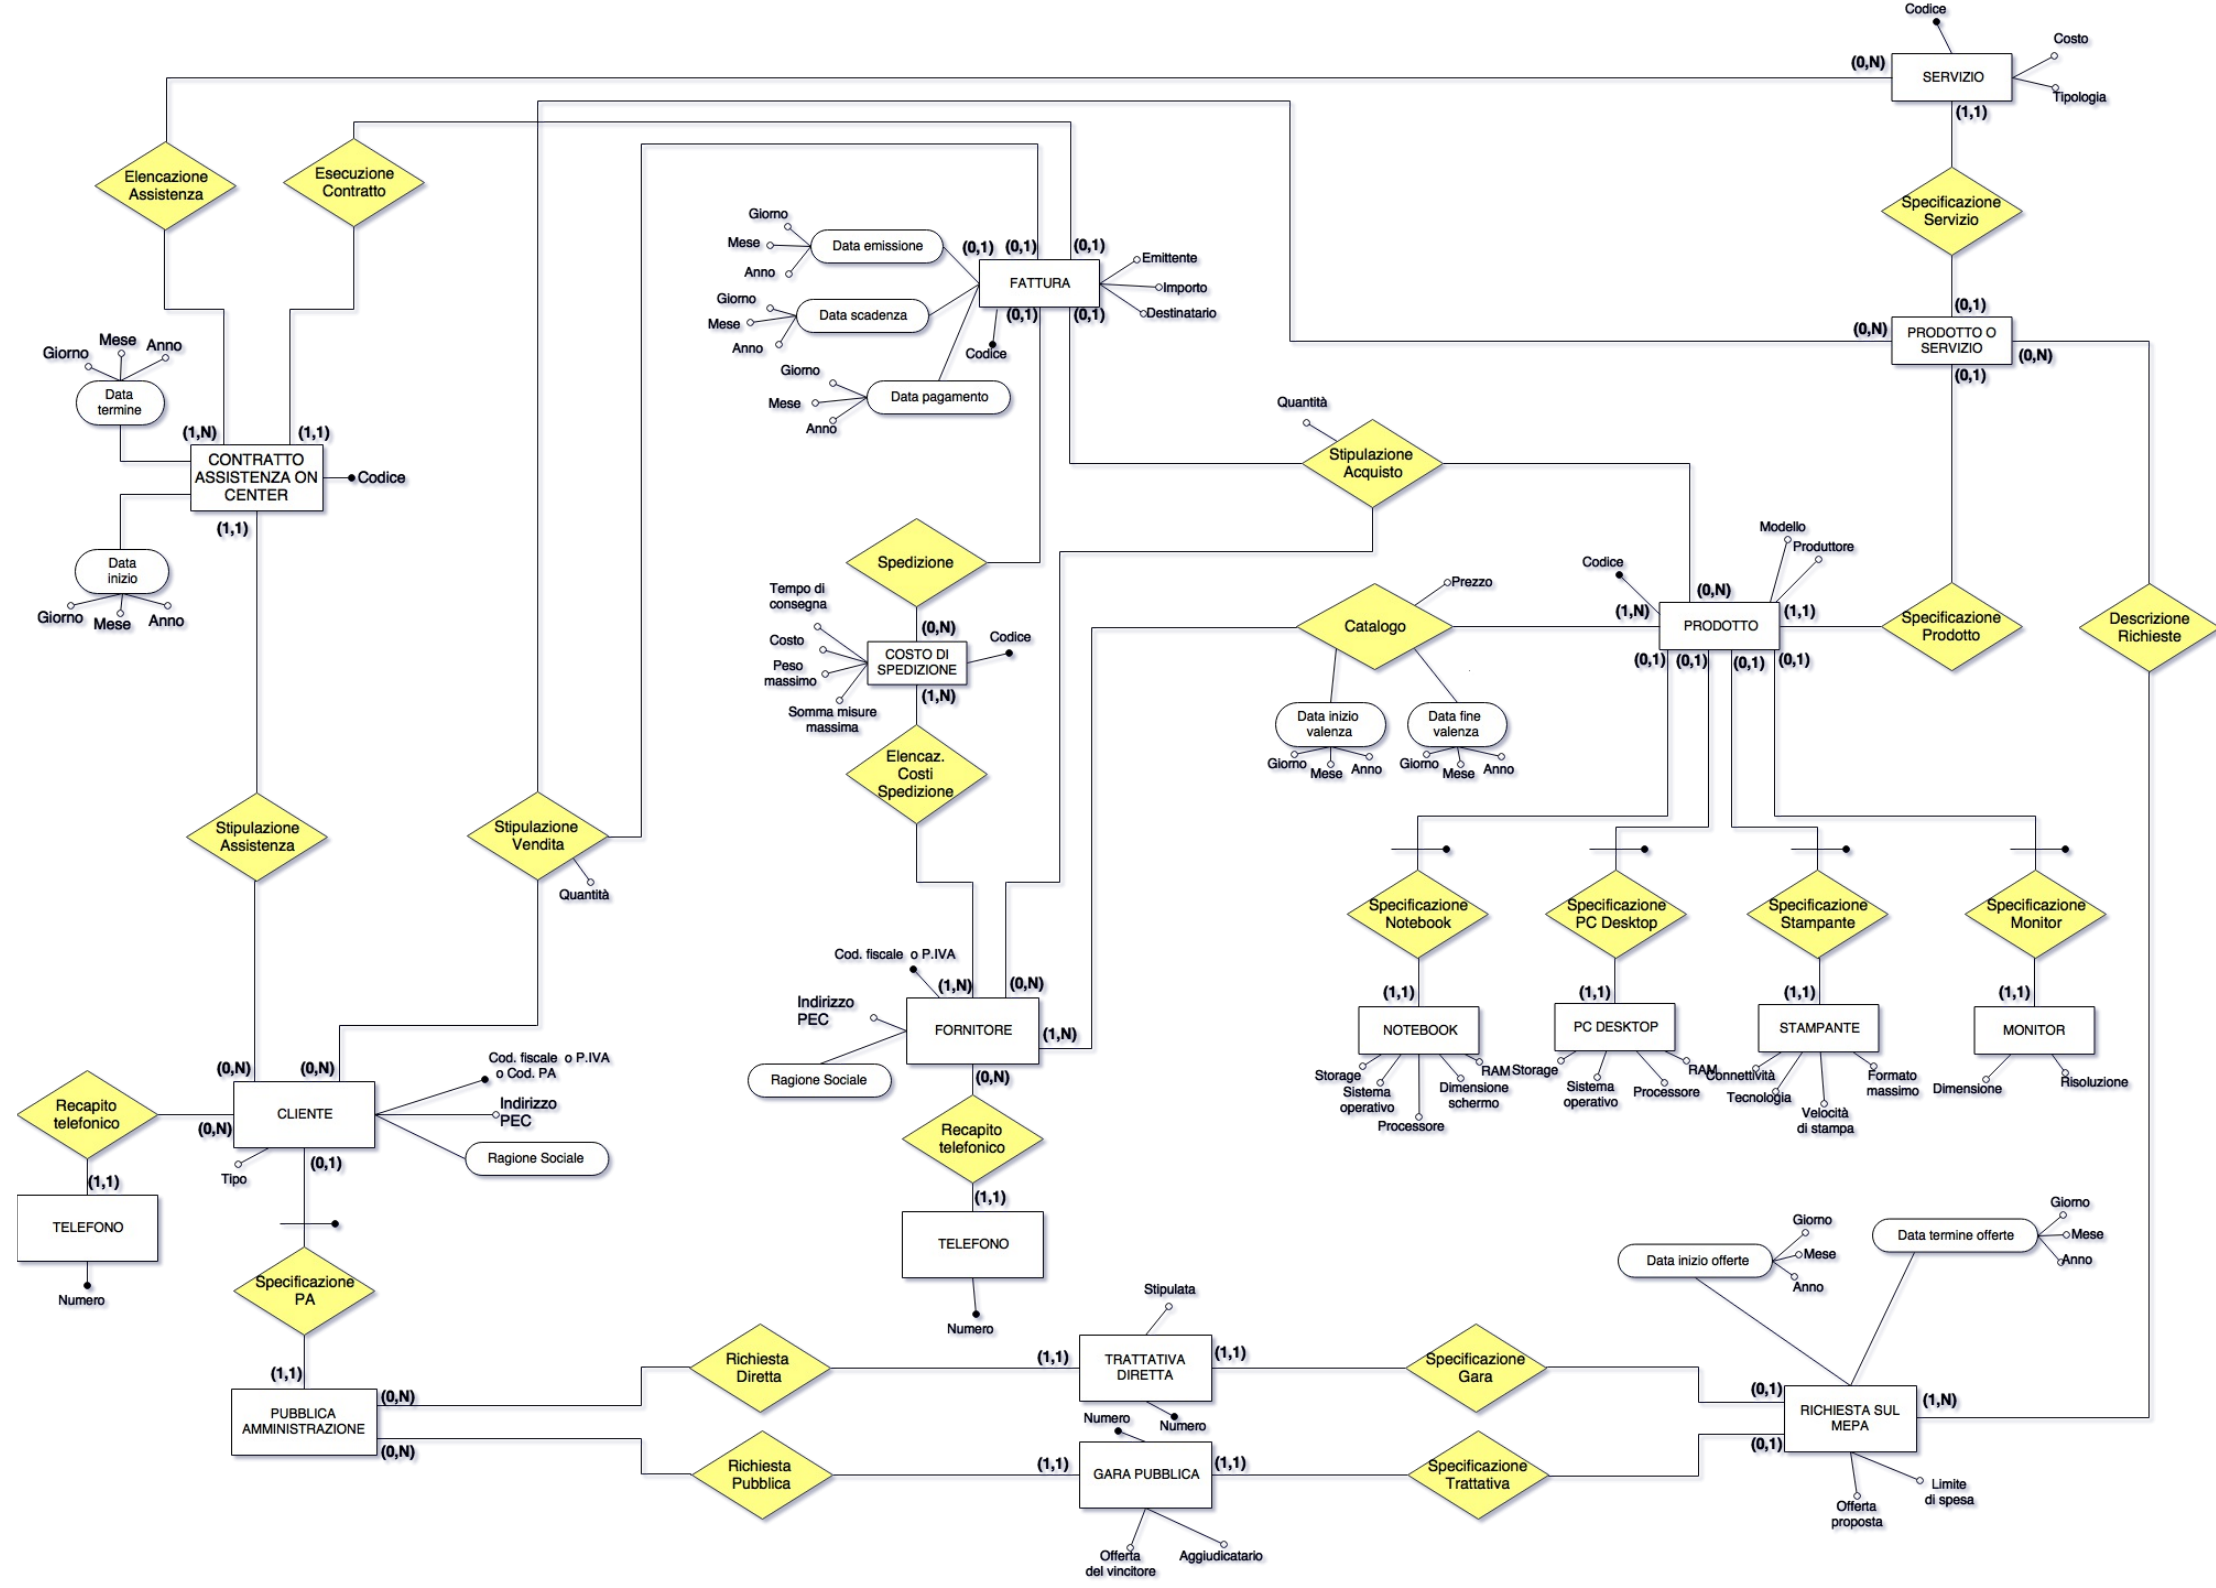 Codice
Costo
(0,N)
SERVIZIO
Tipologia
(1,1)
Elencazione
Assistenza
Esecuzione
Contratto
Specificazione
Servizio
Giorno
Mese
Anno
Data emissione
(0,1)
(0,1)
(0,1)
FATTURA
Emittente
Importo
Destinatario
Giorno
Mese
Anno
Data scadenza
(0,1)
(0,1)
Codice
Giorno
Mese
Anno
Data pagamento
(0,1)
(0,N)
PRODOTTO O
SERVIZIO
(0,N)
(0,1)
Giorno
Mese
Anno
Data
termine
(1,N)
(1,1)
CONTRATTO
ASSISTENZA ON
CENTER
Codice
(1,1)
Data
inizio
Giorno
Mese
Anno
Quantità
Stipulazione
Acquisto
Spedizione
Tempo di
consegna
Costo
Peso
massimo
Somma misure
massima
(0,N)
COSTO DI
SPEDIZIONE
Codice
(1,N)
Elencaz.
Costi
Spedizione
Prezzo
Catalogo
Data inizio
valenza
Giorno
Mese
Anno
Data fine
valenza
Giorno
Mese
Anno
Modello
Produttore
Codice
(0,N)
(1,N)
PRODOTTO
(1,1)
(0,1)
(0,1)
(0,1)
(0,1)
Specificazione
Prodotto
Descrizione
Richieste
Stipulazione
Assistenza
Stipulazione
Vendita
Quantità
Specificazione
Notebook
Specificazione
PC Desktop
Specificazione
Stampante
Specificazione
Monitor
Cod. fiscale o P.IVA
Indirizzo
PEC
(1,N)
(0,N)
FORNITORE
(1,N)
Ragione Sociale
(0,N)
(1,1)
NOTEBOOK
Storage
Sistema
operativo
Processore
Dimensione
schermo
RAM
(1,1)
PC DESKTOP
Storage
Sistema
operativo
Processore
RAM
(1,1)
STAMPANTE
Connettività
Tecnologia
Velocità
di stampa
Formato
massimo
(1,1)
MONITOR
Dimensione
Risoluzione
(0,N)
(0,N)
Cod. fiscale o P.IVA
o Cod. PA
Indirizzo
PEC
CLIENTE
Ragione Sociale
(0,N)
Tipo
(0,1)
Recapito
telefonico
(1,1)
TELEFONO
Numero
Recapito
telefonico
(1,1)
TELEFONO
Numero
Specificazione
PA
(1,1)
PUBBLICA
AMMINISTRAZIONE
(0,N)
(0,N)
Richiesta
Diretta
Richiesta
Pubblica
Stipulata
(1,1)
TRATTATIVA
DIRETTA
(1,1)
Numero
Numero
(1,1)
GARA PUBBLICA
(1,1)
Offerta
del vincitore
Aggiudicatario
Specificazione
Gara
Specificazione
Trattativa
Data inizio offerte
Giorno
Mese
Anno
Data termine offerte
Giorno
Mese
Anno
(0,1)
RICHIESTA SUL
MEPA
(1,N)
(0,1)
Offerta
proposta
Limite
di spesa